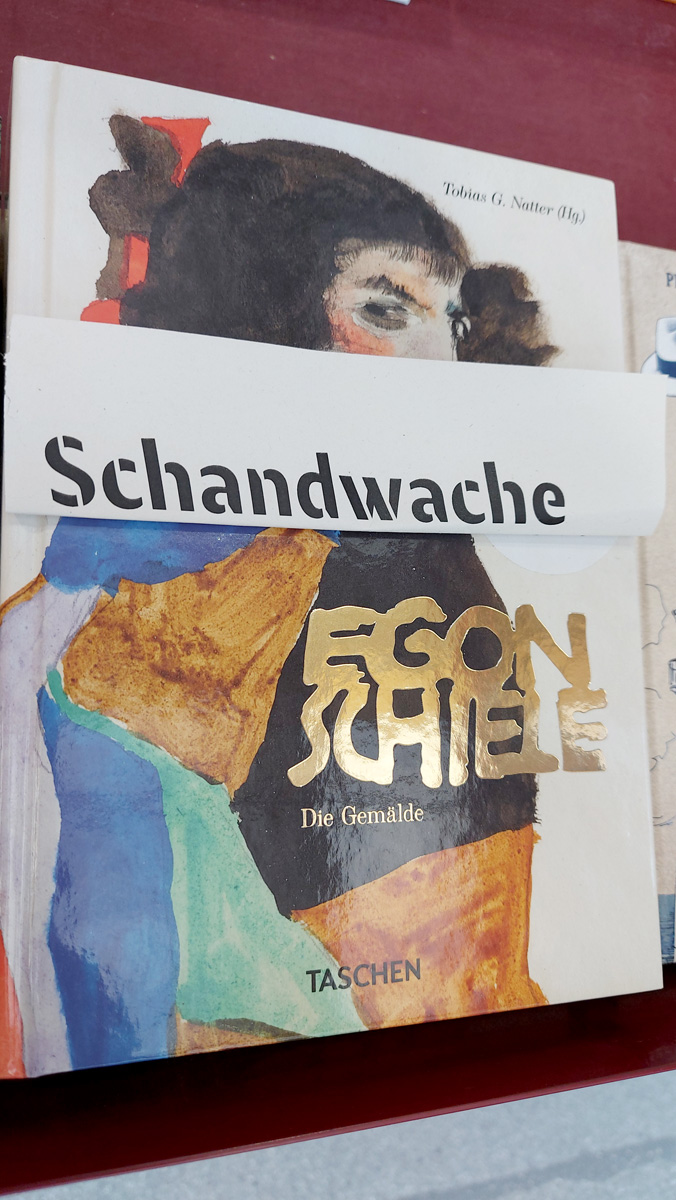 Tobias G. Natter (Hg.)
Schandwache
EGON
SCHIELE
Die Gemälde
TASCHEN